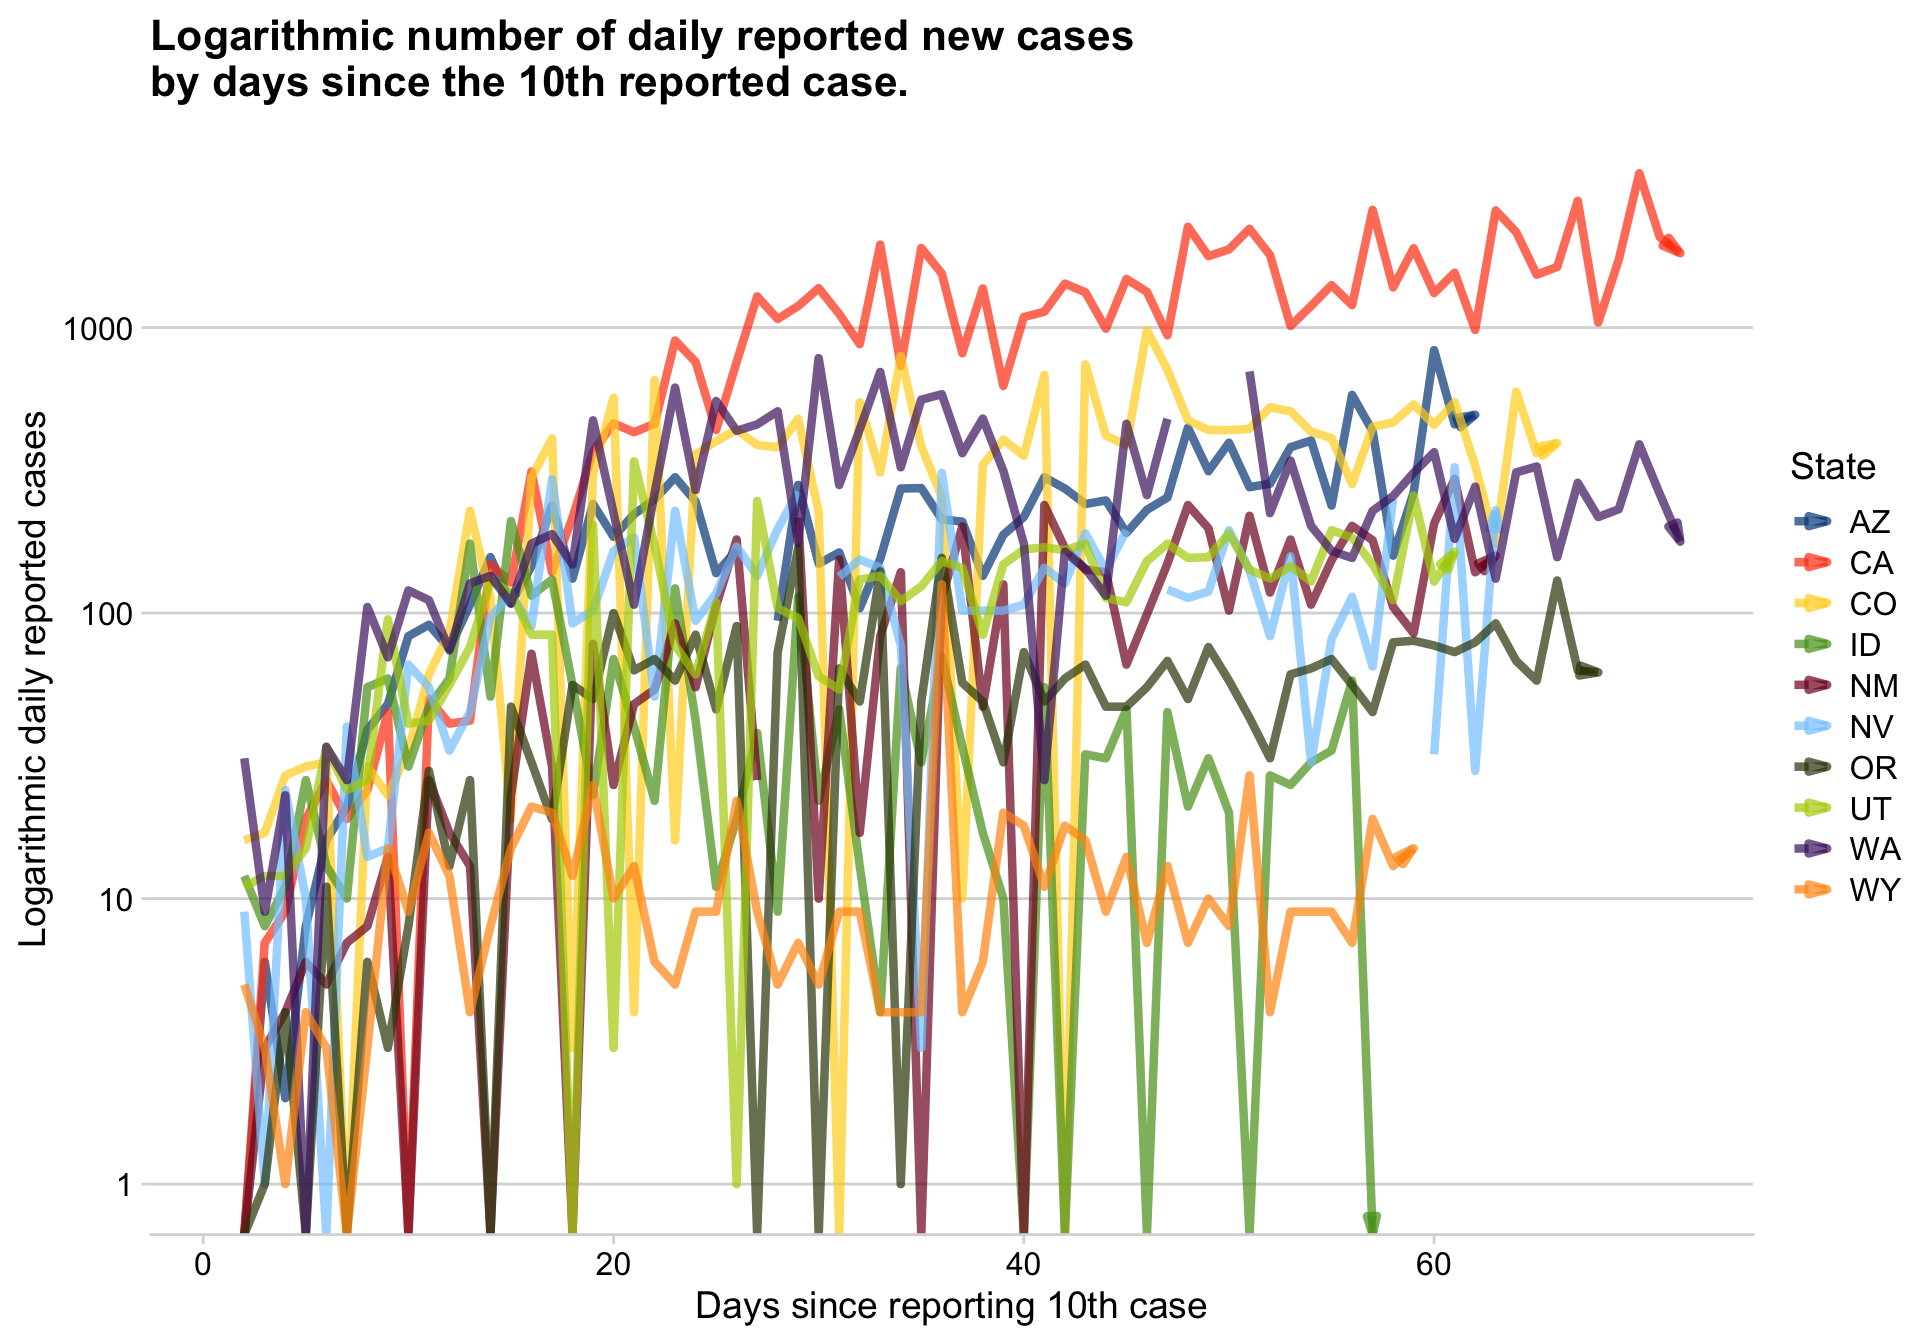 Logarithmic number of daily reported new cases
by days since the 10th reported case.
Logarithmic daily reported cases
1000
100
10
1
0
20
40
60
Days since reporting 10th case
State
AZ
CA
CO
ID
NM
NV
OR
UT
WA
WY